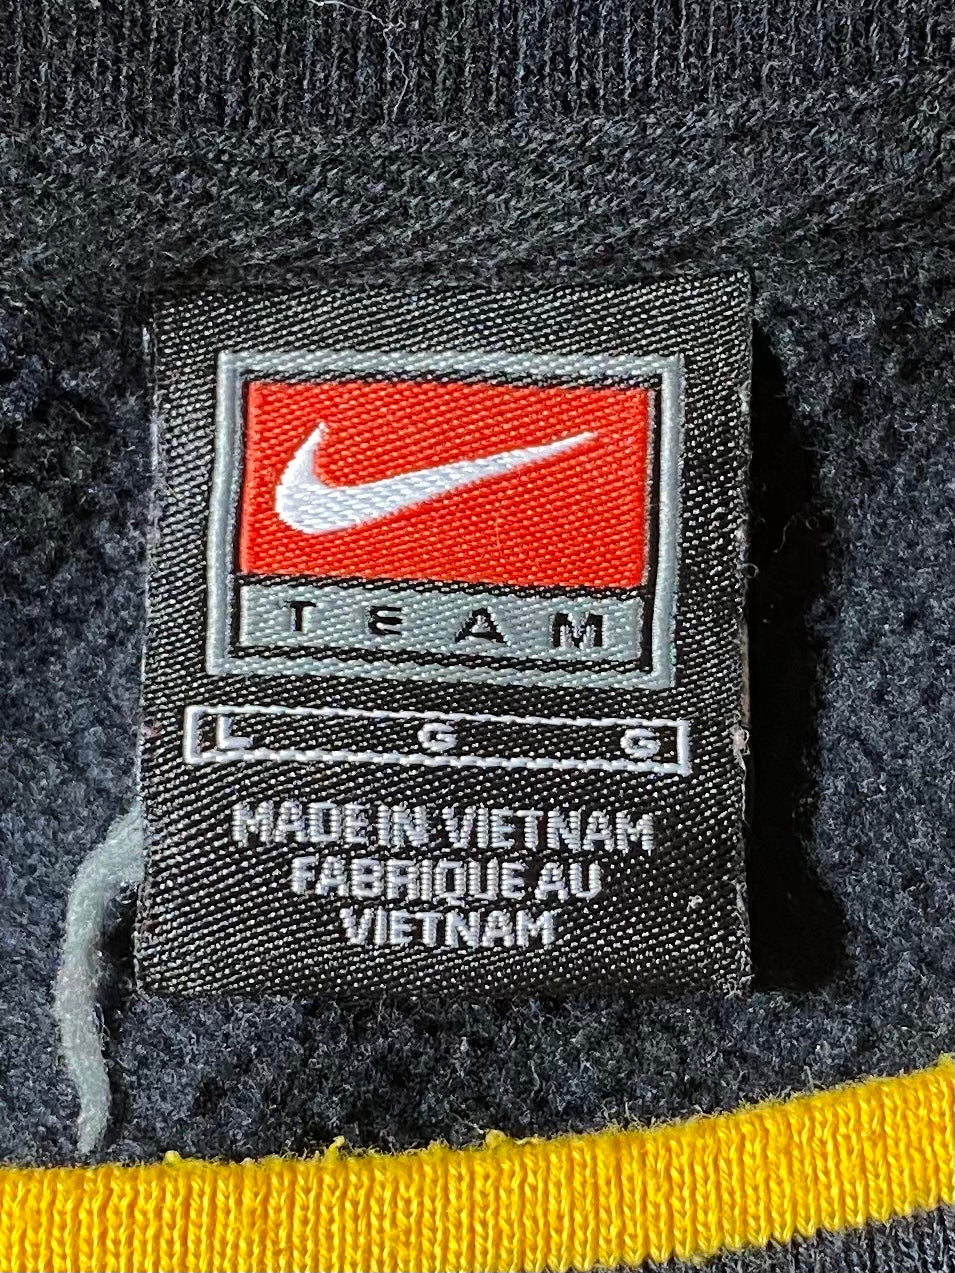 TEAM
L G G
MADE IN VIETNAM
FABRIQUE AU
VIETNAM